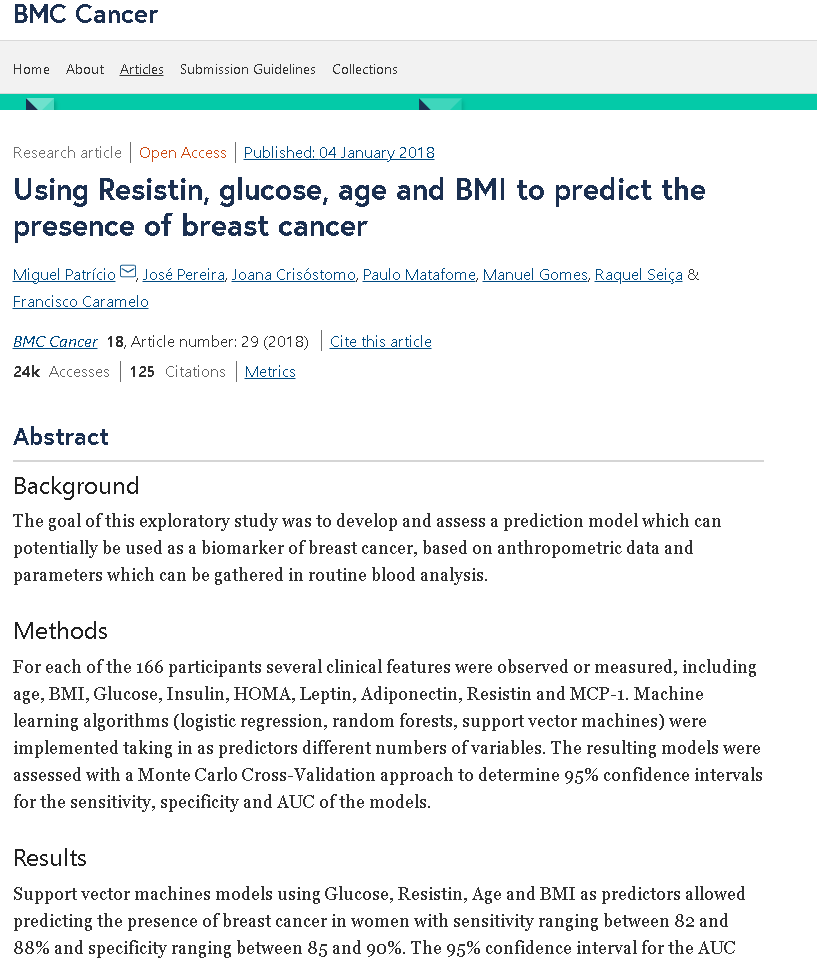 BMC Cancer
Home About Articles Submission Guidelines Collections
Research article Open Access Published: 04 January 2018
Using Resistin, glucose, age and BMI to predict the
presence of breast cancer
Miguel Patrício, José Pereira, Joana Crisóstomo, Paulo Matafome, Manuel Gomes, Raquel Seiça &
Francisco Caramelo
BMC Cancer 18, Article number: 29 (2018) Cite this article
24k Accesses 125 Citations Metrics
Abstract
Background
The goal of this exploratory study was to develop and assess a prediction model which can
potentially be used as a biomarker of breast cancer, based on anthropometric data and
parameters which can be gathered in routine blood analysis.
Methods
For each of the 166 participants several clinical features were observed or measured, including
age, BMI, Glucose, Insulin, HOMA, Leptin, Adiponectin, Resistin and MCP-1. Machine
learning algorithms (logistic regression, random forests, support vector machines) were
implemented taking in as predictors different numbers of variables. The resulting models were
assessed with a Monte Carlo Cross-Validation approach to determine 95% confidence intervals
for the sensitivity, specificity and AUC of the models.
Results
Support vector machines models using Glucose, Resistin, Age and BMI as predictors allowed
predicting the presence of breast cancer in women with sensitivity ranging between 82 and
88% and specificity ranging between 85 and 90%. The 95% confidence interval for the AUC